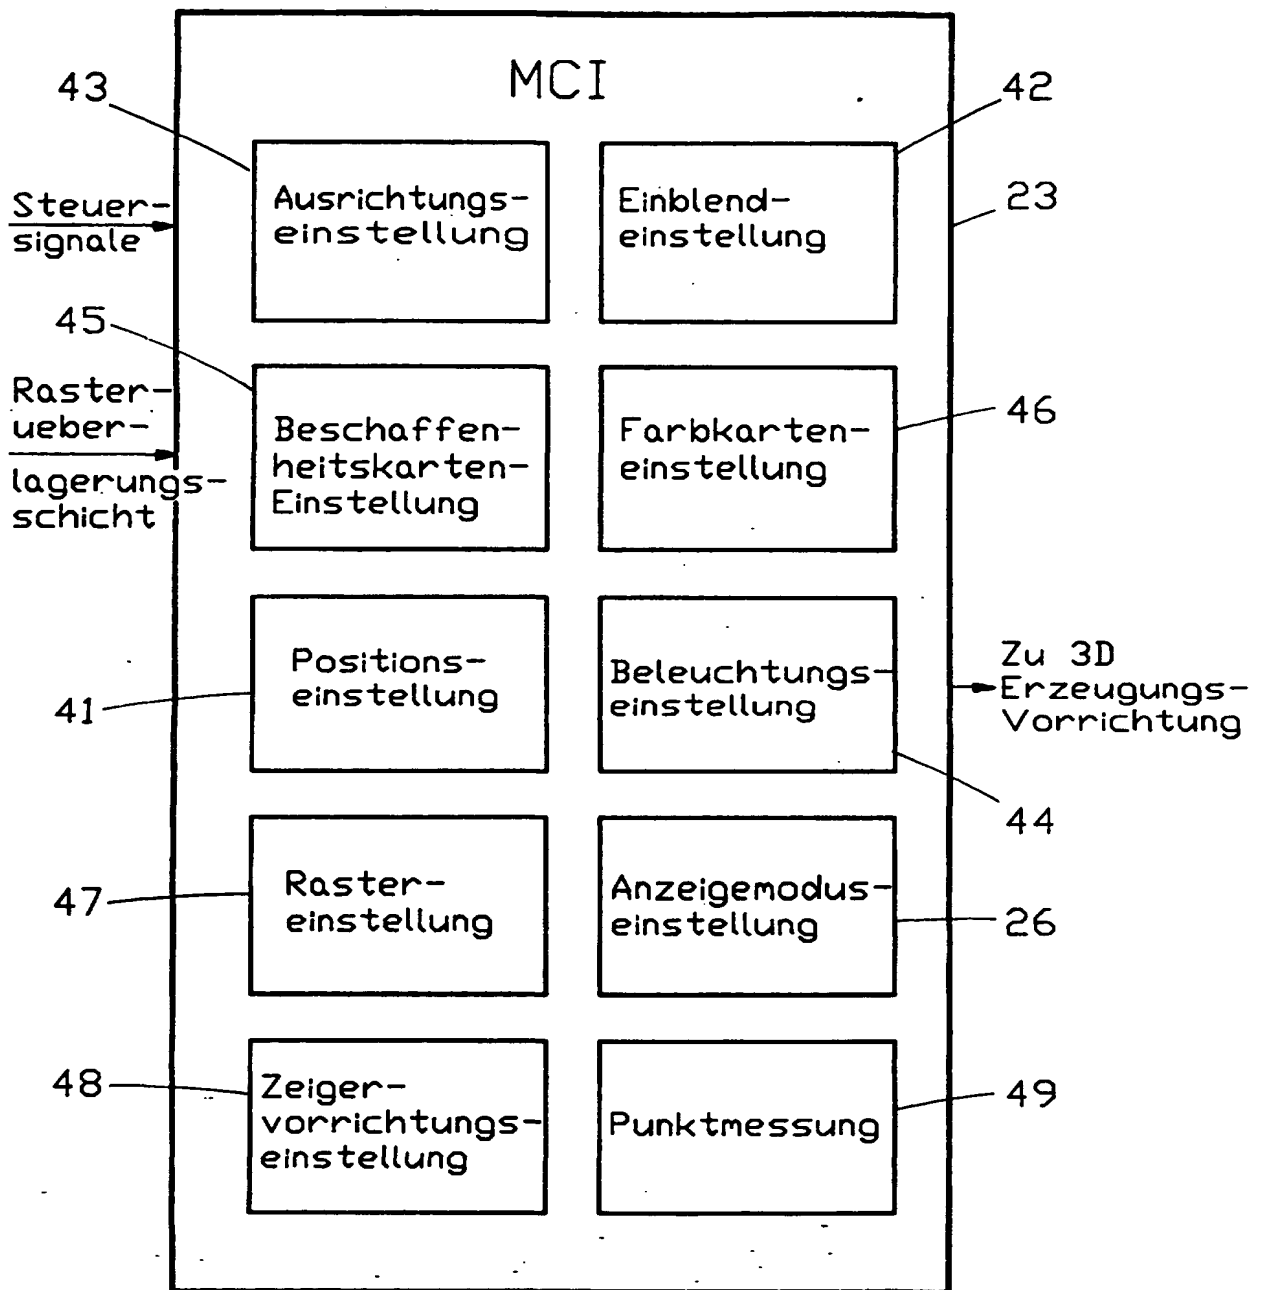 MCI
43
42
Steuer-
signale
Ausrichtungs-
einstellung
Einblend-
einstellung
23
45
Raster-
ueber-
lagerungs-
schicht
Beschaffen-
heitskarten-
Einstellung
Farbkarten-
einstellung
46
41
Positions-
einstellung
Beleuchtungs-
einstellung
Zu 3D
Erzeugungs-
Vorrichtung
44
47
Raster-
einstellung
Anzeigemodus-
einstellung
26
48
Zeiger-
vorrichtungs-
einstellung
Punktmessung
49